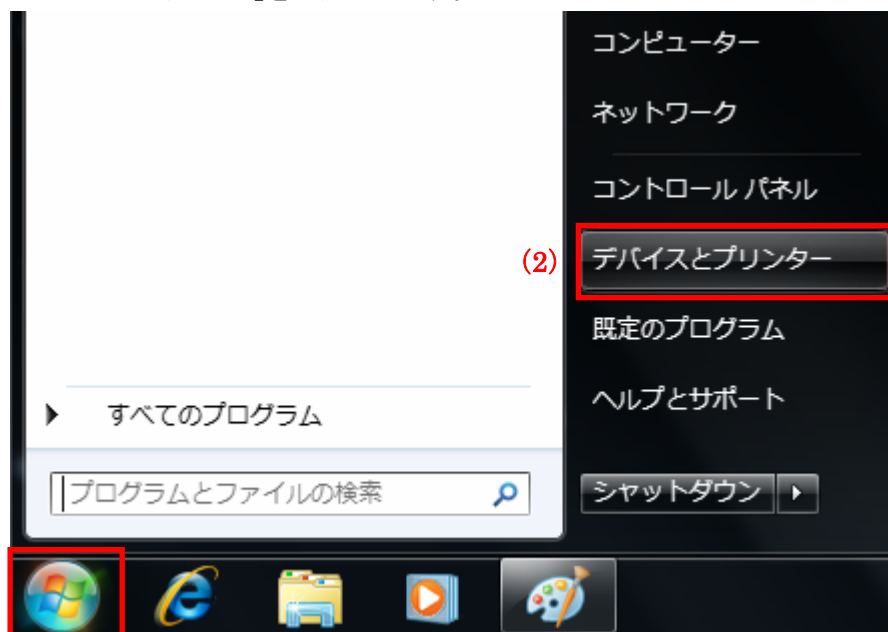 コンピューター
ネットワーク
コントロール パネル
(2)
デバイスとプリンター
既定のプログラム
ヘルプとサポート
すべてのプログラム
プログラムとファイルの検索
シャットダウン